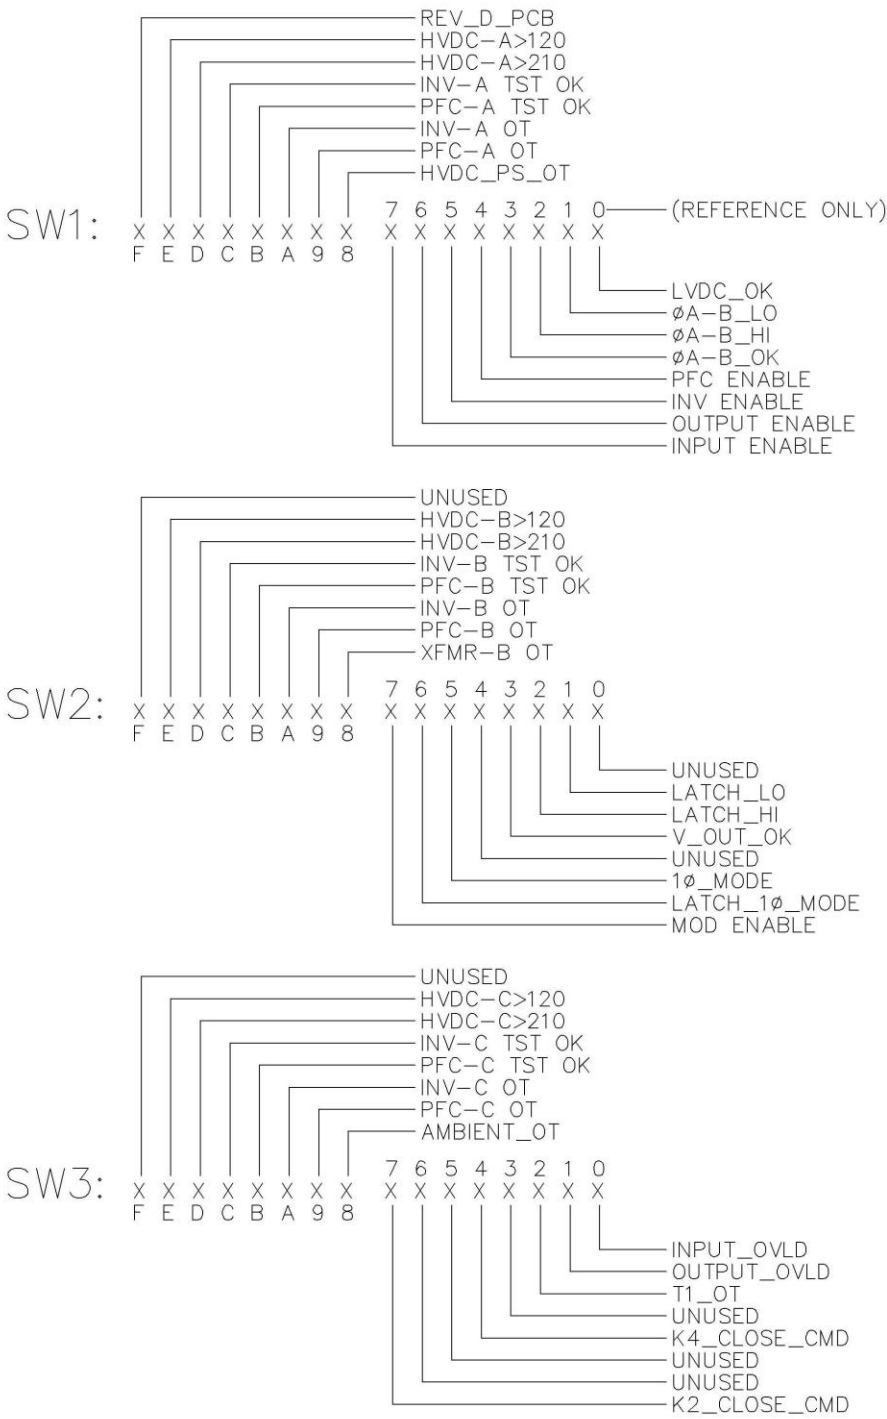 REV_D_PCB
HVDC-A>120
HVDC-A>210
INV-A TST OK
PFC-A TST OK
INV-A OT
PFC-A OT
HVDC_PS_OT
7 6 5 4 3 2 1 0 (REFERENCE ONLY)
SW1: X X X X X X X X X X X X X X X X
F E D C B A 9 8
LVDC_OK
ØA-B_LO
ØA-B_HI
ØA-B_OK
PFC ENABLE
INV ENABLE
OUTPUT ENABLE
INPUT ENABLE
UNUSED
HVDC-B>120
HVDC-B>210
INV-B TST OK
PFC-B TST OK
INV-B OT
PFC-B OT
XFMR-B OT
7 6 5 4 3 2 1 0
SW2: X X X X X X X X X X X X X X X X
F E D C B A 9 8
UNUSED
LATCH_LO
LATCH_HI
V_OUT_OK
UNUSED
1Ø_MODE
LATCH_1Ø_MODE
MOD ENABLE
UNUSED
HVDC-C>120
HVDC-C>210
INV-C TST OK
PFC-C TST OK
INV-C OT
PFC-C OT
AMBIENT_OT
7 6 5 4 3 2 1 0
SW3: X X X X X X X X X X X X X X X X
F E D C B A 9 8
INPUT_OVLD
OUTPUT_OVLD
T1_OT
UNUSED
K4_CLOSE_CMD
UNUSED
UNUSED
K2_CLOSE_CMD